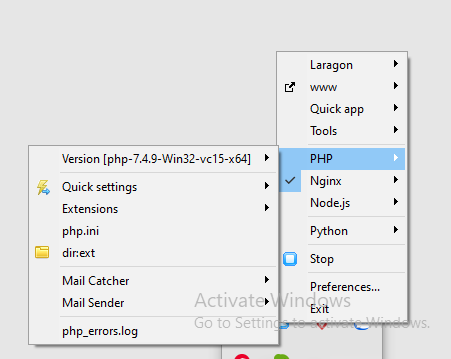 Laragon
www
Quick app
Tools
PHP
Nginx
Node.js
Python
Stop
Preferences...
Exit
Version [php-7.4.9-Win32-vc15-x64]
Quick settings
Extensions
php.ini
dir:ext
Mail Catcher
Mail Sender
php_errors.log
Activate Windows
Go to Settings to activate Windows.